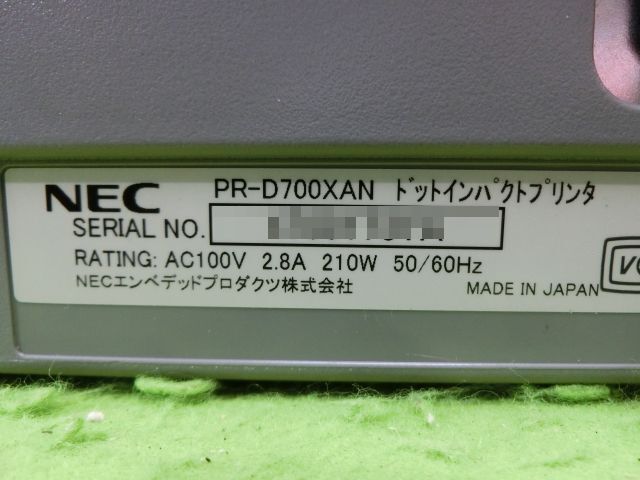 NEC PR-D700XAN ﾄﾞｯﾄｲﾝﾊﾟｸﾄﾌﾟﾘﾝﾀ
SERIAL NO.
RATING: AC100V 2.8A 210W 50/60Hz
NECエンベデッドプロダクツ株式会社
MADE IN JAPAN